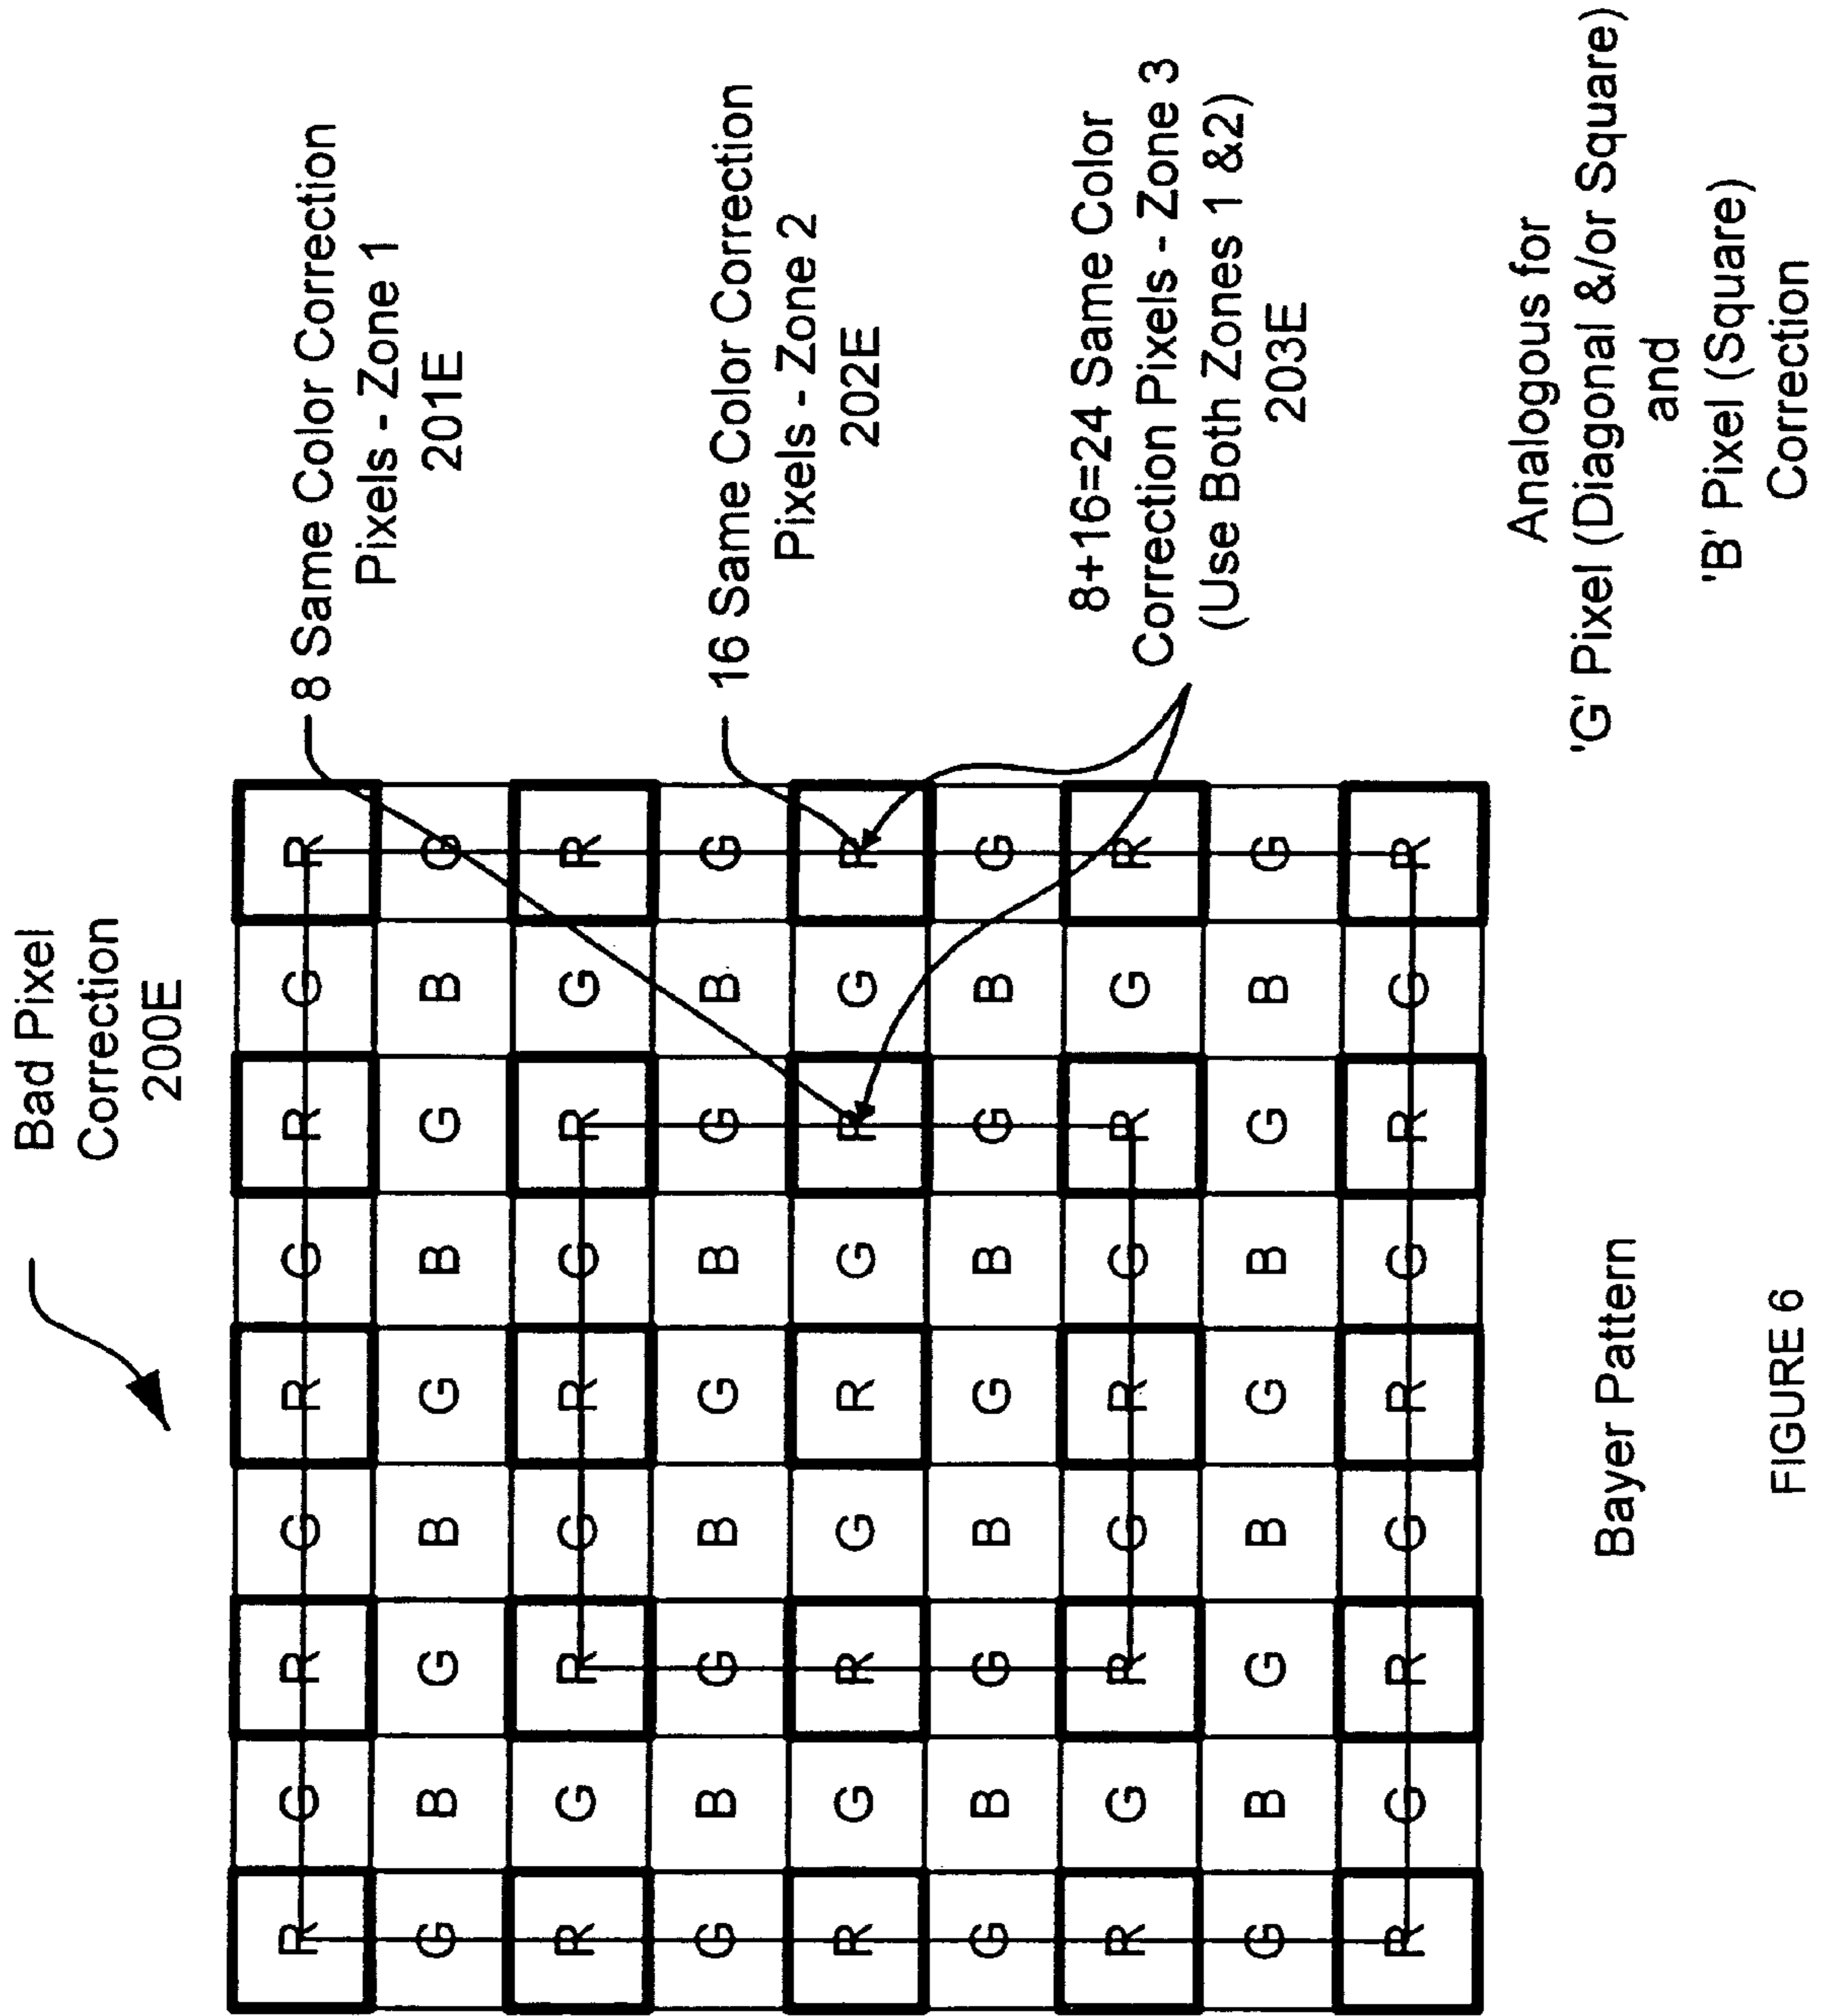 Bad Pixel
Correction
200E
R G R G R G R G R
G B G B G B G B G
R G R G R G R G R
G B G B G B G B G
R G R G R G R G R
G B G B G B G B G
R G R G R G R G R
G B G B G B G B G
R G R G R G R G R
8 Same Color Correction
Pixels - Zone 1
201E
16 Same Color Correction
Pixels - Zone 2
202E
8+16=24 Same Color
Correction Pixels - Zone 3
(Use Both Zones 1 &2)
203E
Analogous for
'G' Pixel (Diagonal &/or Square)
and
'B' Pixel (Square)
Correction
Bayer Pattern
FIGURE 6